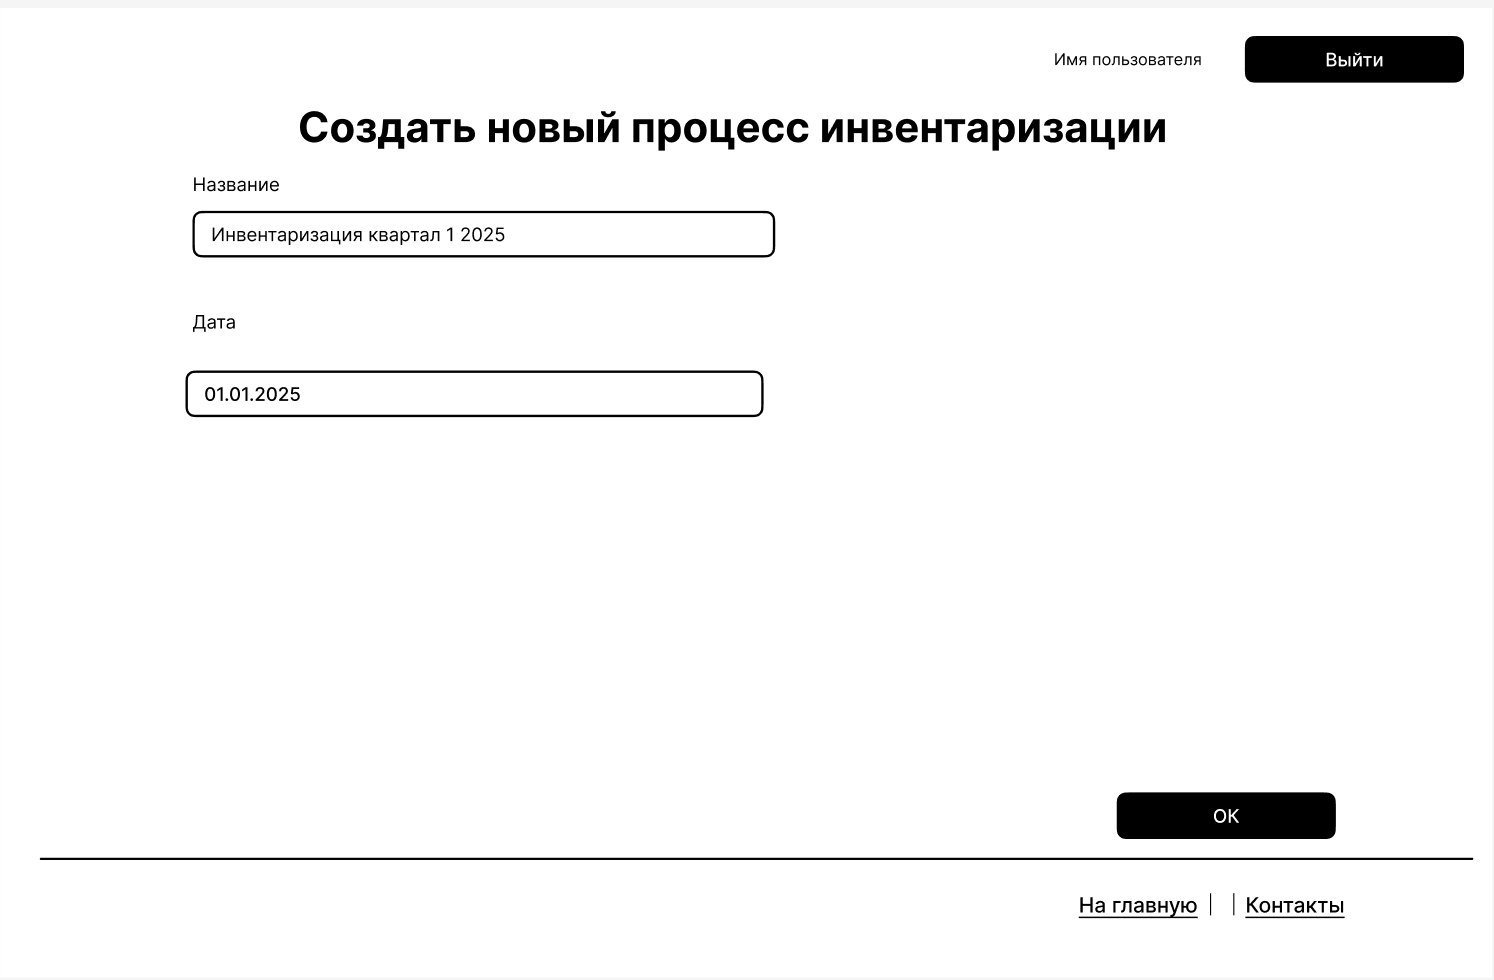 Имя пользователя
Выйти
Создать новый процесс инвентаризации
Название
Инвентаризация квартал 1 2025
Дата
01.01.2025
ОК
На главную
Контакты